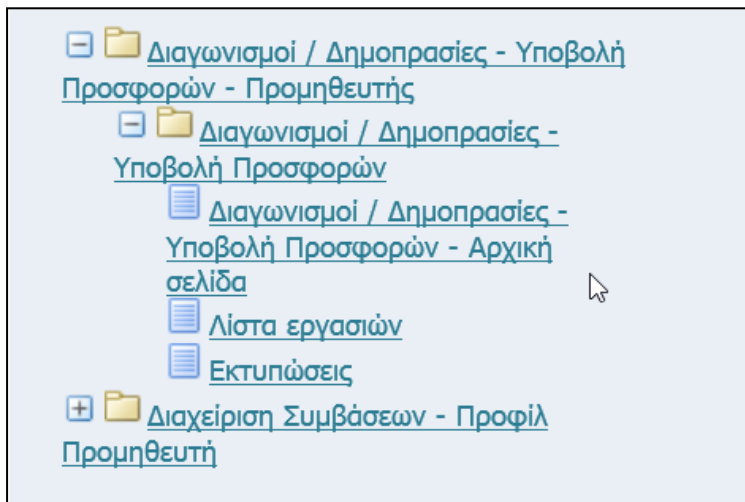 Διαγωνισμοί / Δημοπρασίες - Υποβολή
Προσφορών - Προμηθευτής
Διαγωνισμοί / Δημοπρασίες -
Υποβολή Προσφορών
Διαγωνισμοί / Δημοπρασίες -
Υποβολή Προσφορών - Αρχική
σελίδα
Λίστα εργασιών
Εκτυπώσεις
Διαχείριση Συμβάσεων - Προφίλ
Προμηθευτή